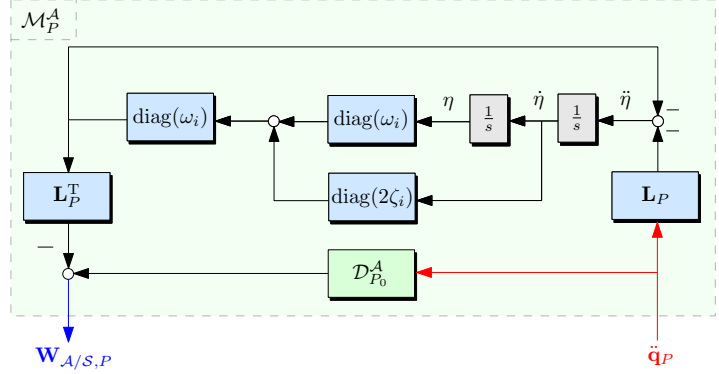 𝓜_P^𝓐
−
−
η η̇ η̈
diag(ω_i) diag(ω_i) 1/s 1/s
L_P^T diag(2ζ_i) L_P
−
𝓓_{P_0}^𝓐
W_{𝓐/𝓢,P} q̈_P